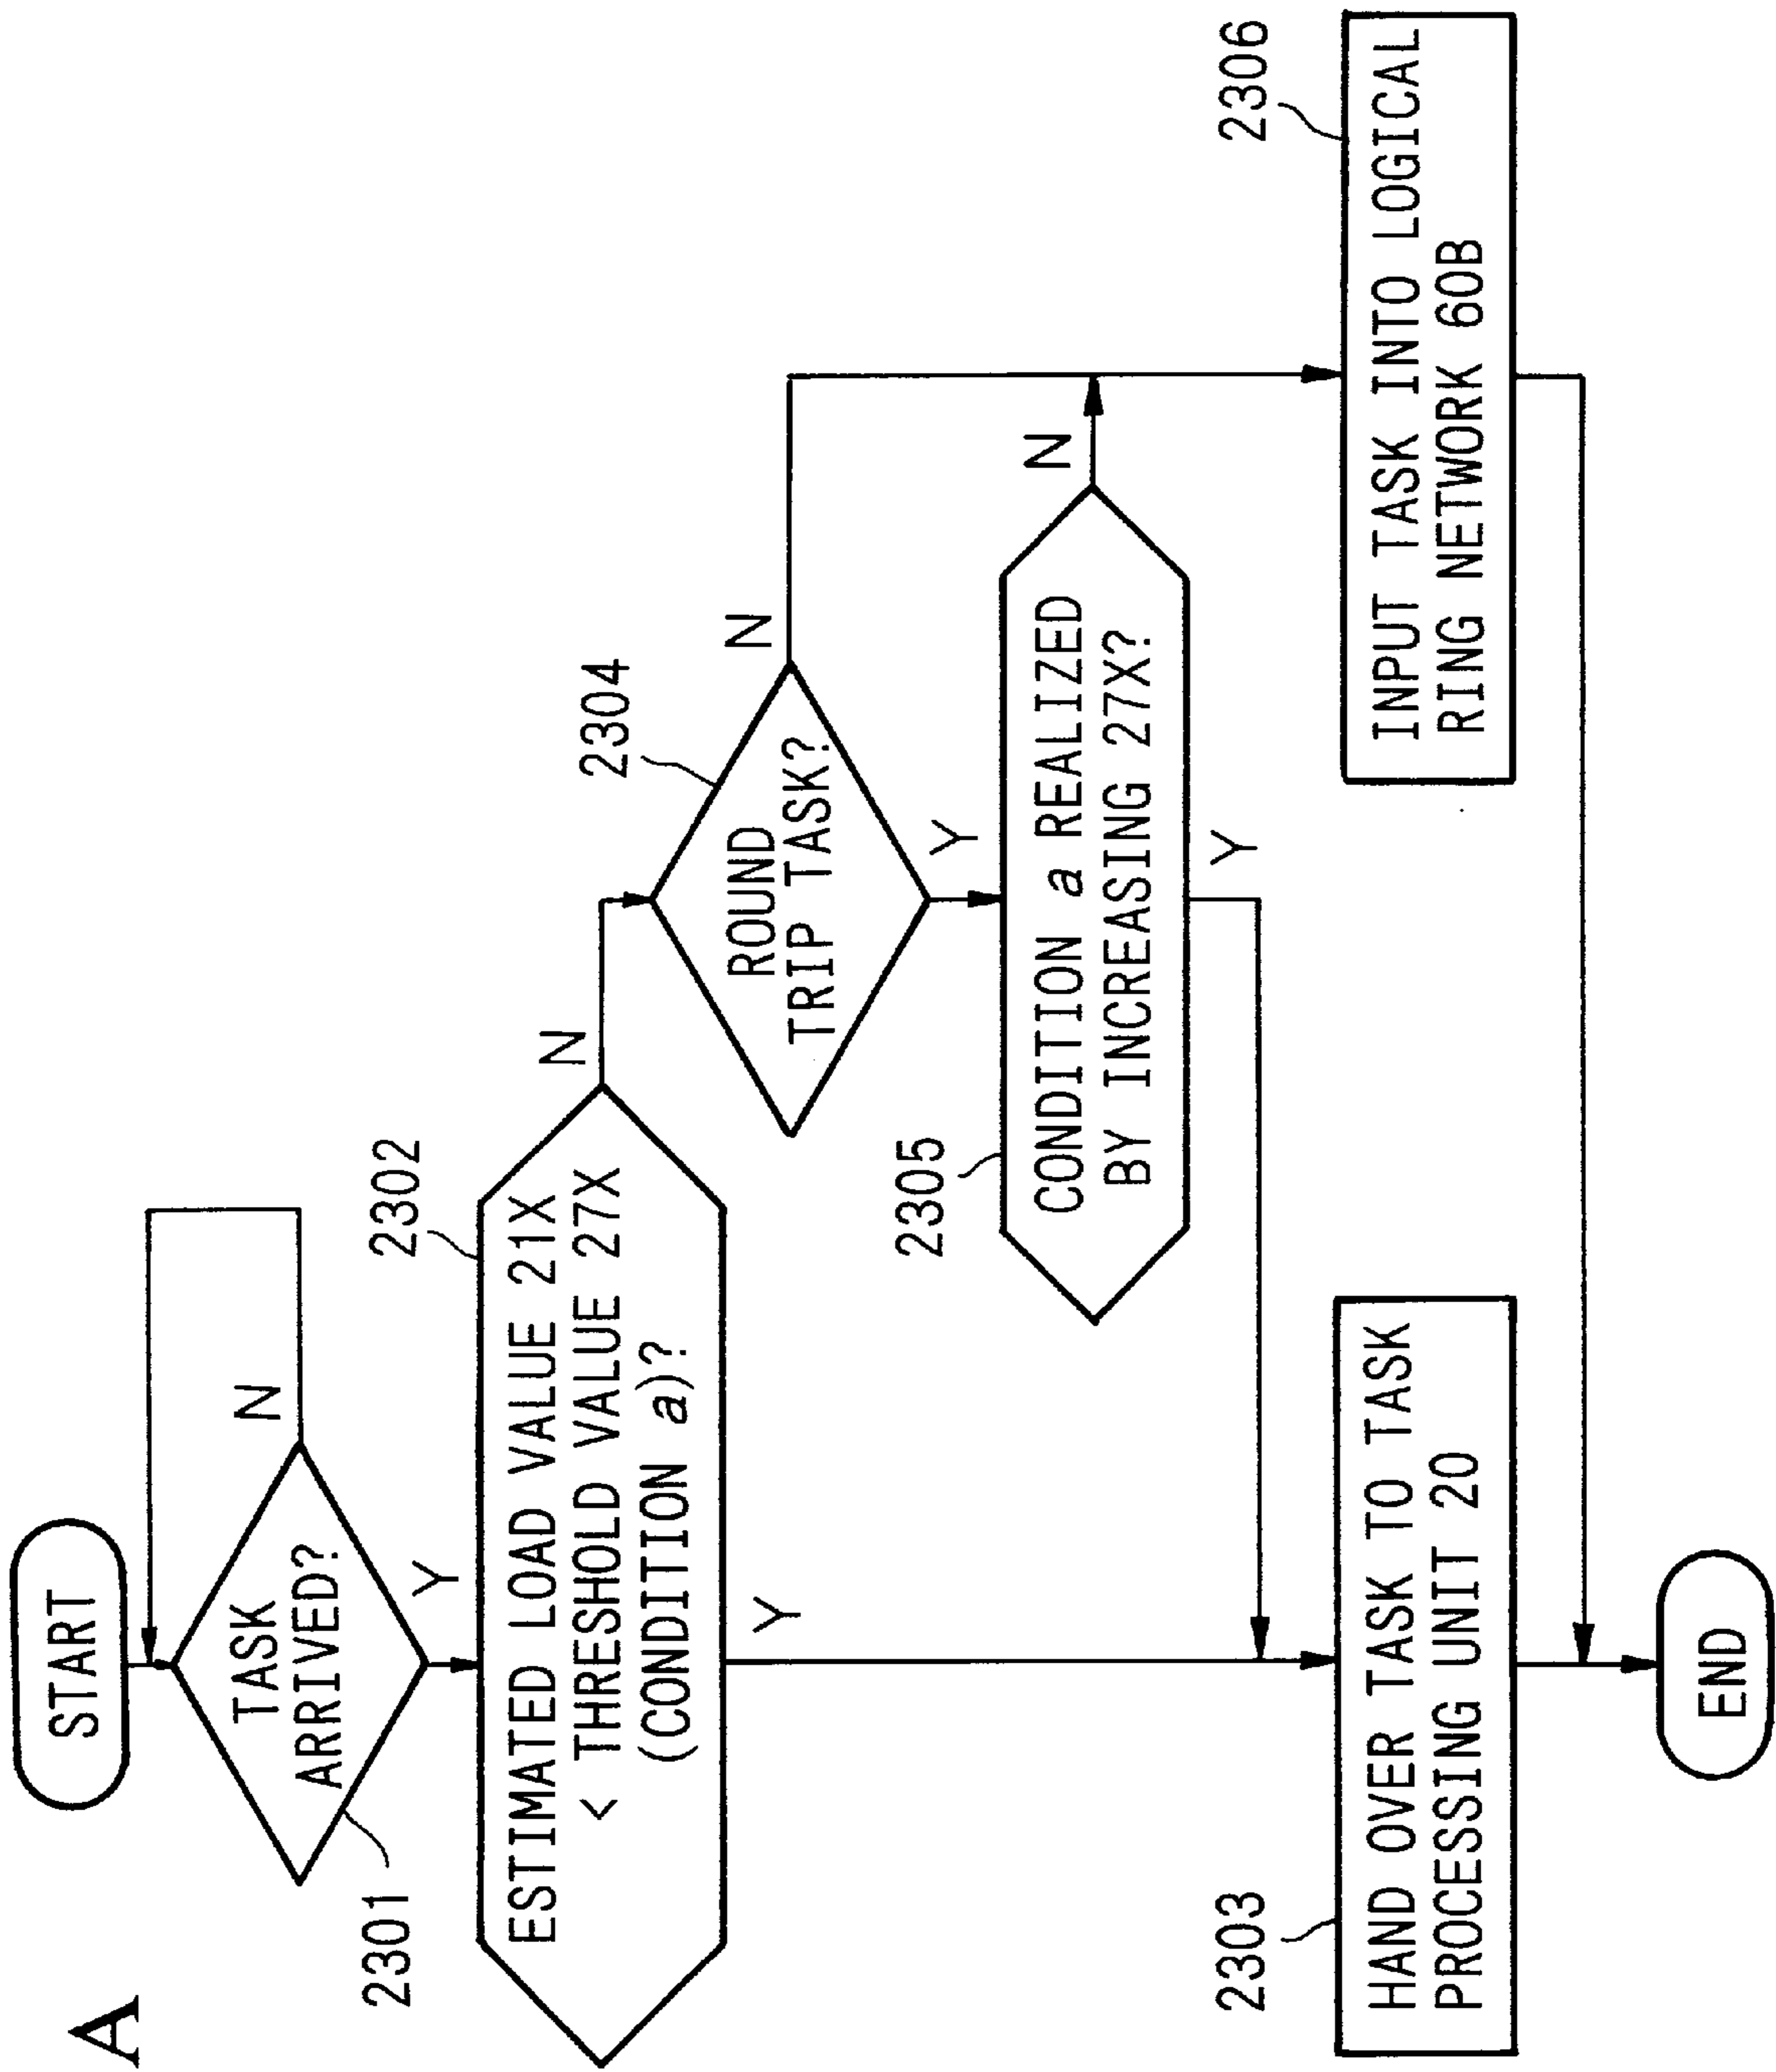 A
START
TASK
ARRIVED?
N
Y
2301
2302
ESTIMATED LOAD VALUE 21X
< THRESHOLD VALUE 27X
(CONDITION a)?
N
Y
2304
ROUND
TRIP TASK?
N
Y
2305
CONDITION a REALIZED
BY INCREASING 27X?
N
Y
2303
HAND OVER TASK TO TASK
PROCESSING UNIT 20
2306
INPUT TASK INTO LOGICAL
RING NETWORK 60B
END